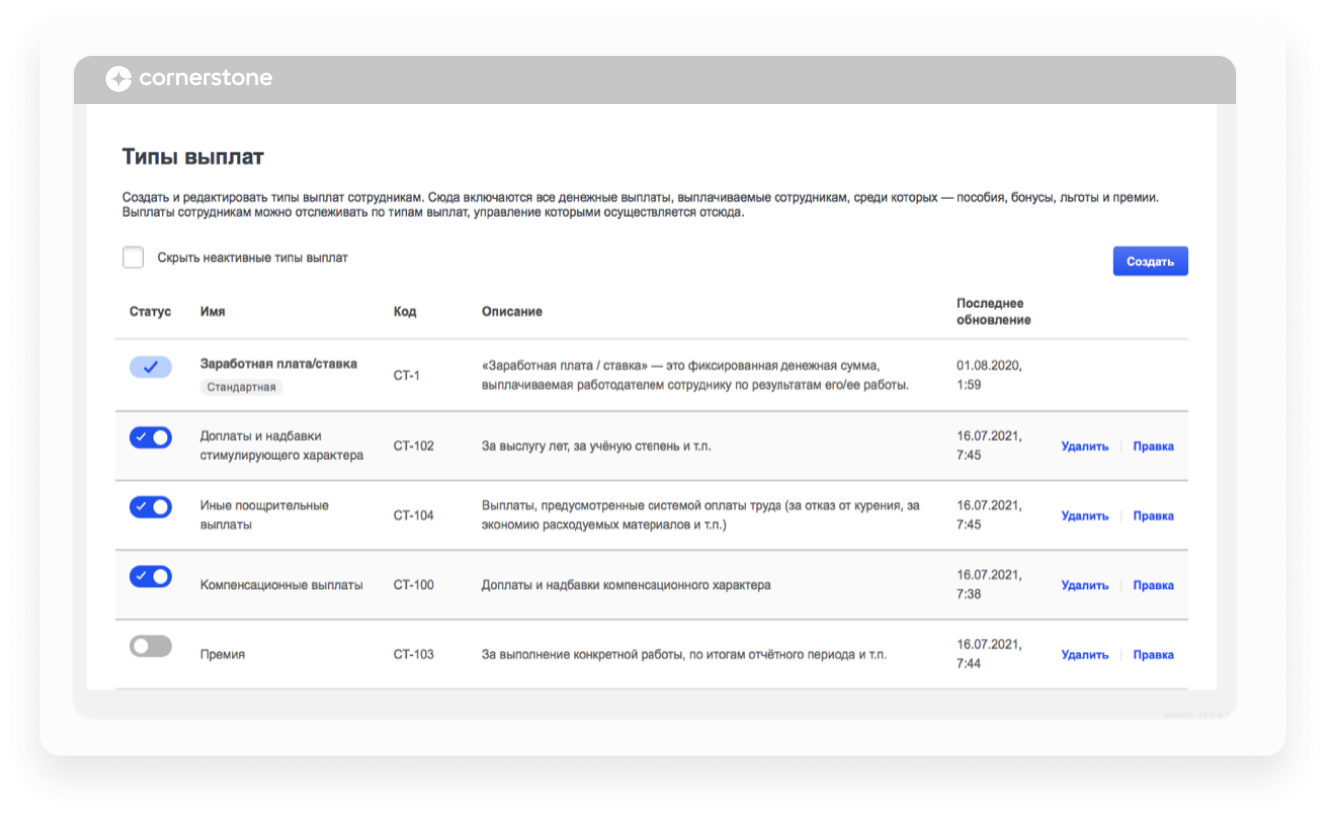 cornerstone
Типы выплат
Создать и редактировать типы выплат сотрудникам. Сюда включаются все денежные выплаты, выплачиваемые сотрудникам, среди которых — пособия, бонусы, льготы и премии.
Выплаты сотрудникам можно отслеживать по типам выплат, управление которыми осуществляется отсюда.
Скрыть неактивные типы выплат
Создать
Статус Имя Код Описание Последнее
обновление
Заработная плата/ставка
Стандартная
СТ-1
«Заработная плата / ставка» — это фиксированная денежная сумма,
выплачиваемая работодателем сотруднику по результатам его/ее работы.
01.08.2020,
1:59
Доплаты и надбавки
стимулирующего характера
СТ-102
За выслугу лет, за учёную степень и т.п.
16.07.2021,
7:45
Удалить | Правка
Иные поощрительные
выплаты
СТ-104
Выплаты, предусмотренные системой оплаты труда (за отказ от курения, за
экономию расходуемых материалов и т.п.)
16.07.2021,
7:45
Удалить | Правка
Компенсационные выплаты
СТ-100
Доплаты и надбавки компенсационного характера
16.07.2021,
7:38
Удалить | Правка
Премия
СТ-103
За выполнение конкретной работы, по итогам отчётного периода и т.п.
16.07.2021,
7:44
Удалить | Правка